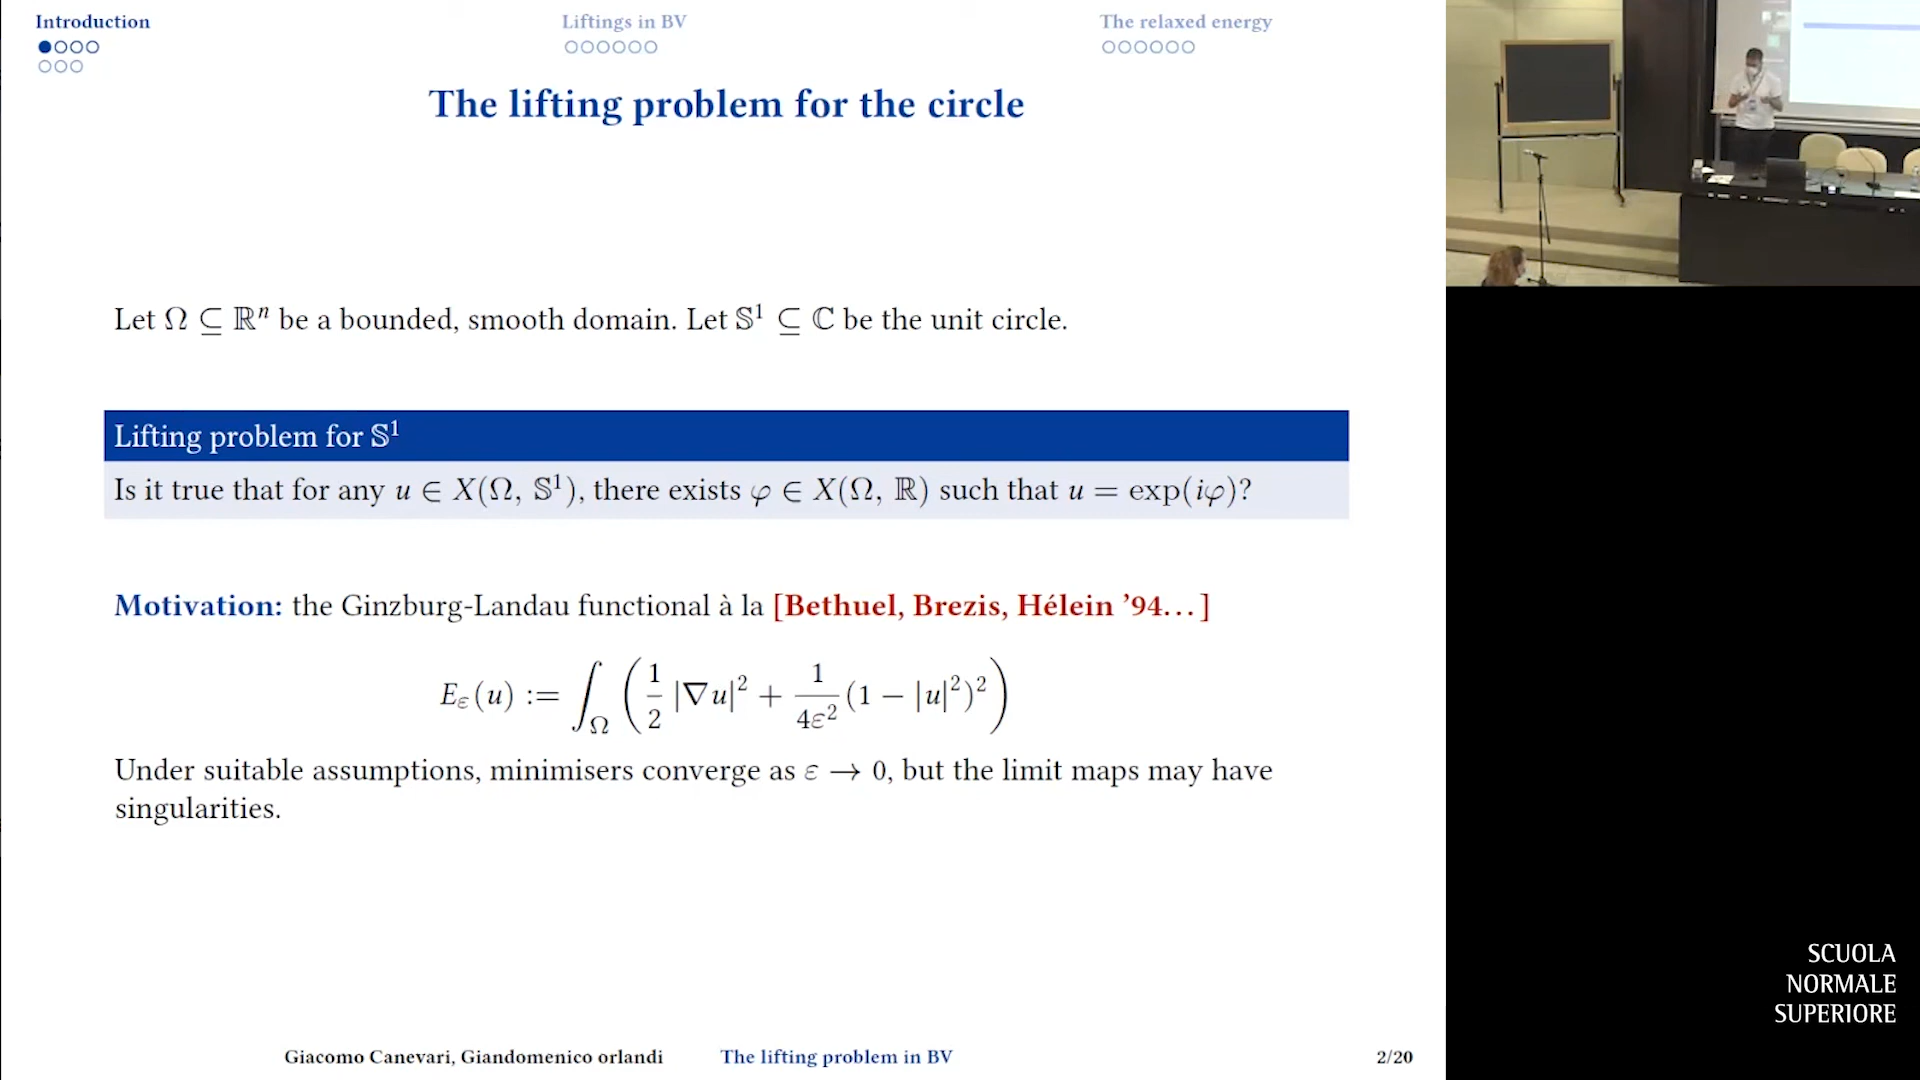 Introduction
Liftings in BV
The relaxed energy
The lifting problem for the circle
Let Ω ⊆ ℝⁿ be a bounded, smooth domain. Let 𝕊¹ ⊆ ℂ be the unit circle.
Lifting problem for 𝕊¹
Is it true that for any u ∈ X(Ω, 𝕊¹), there exists φ ∈ X(Ω, ℝ) such that u = exp(iφ)?
Motivation: the Ginzburg-Landau functional à la [Bethuel, Brezis, Hélein ’94…]
E_ε(u) := ∫_Ω (1/2 |∇u|² + 1/(4ε²) (1 − |u|²)²)
Under suitable assumptions, minimisers converge as ε → 0, but the limit maps may have
singularities.
Giacomo Canevari, Giandomenico orlandi
The lifting problem in BV
2/20
SCUOLA
NORMALE
SUPERIORE